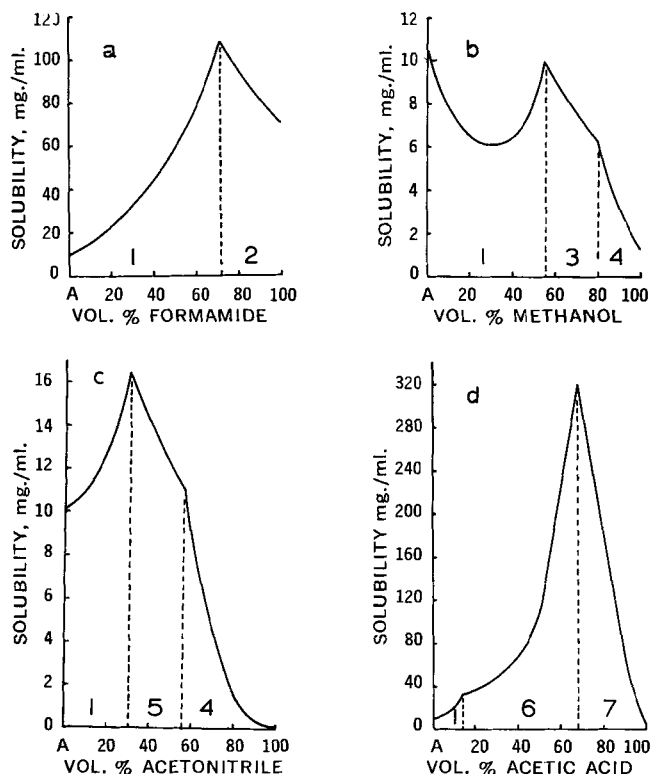 a
SOLUBILITY, mg./ml.
120
100
80
60
40
20
0
1
2
A 20 40 60 80 100
VOL. % FORMAMIDE
b
SOLUBILITY, mg./ml.
12
10
8
6
4
2
0
1
3
4
A 20 40 60 80 100
VOL. % METHANOL
c
SOLUBILITY, mg./ml.
16
14
12
10
8
6
4
2
0
1
5
4
A 20 40 60 80 100
VOL. % ACETONITRILE
d
SOLUBILITY, mg./ml.
320
280
240
200
160
120
80
40
0
1
6
7
A 20 40 60 80 100
VOL. % ACETIC ACID